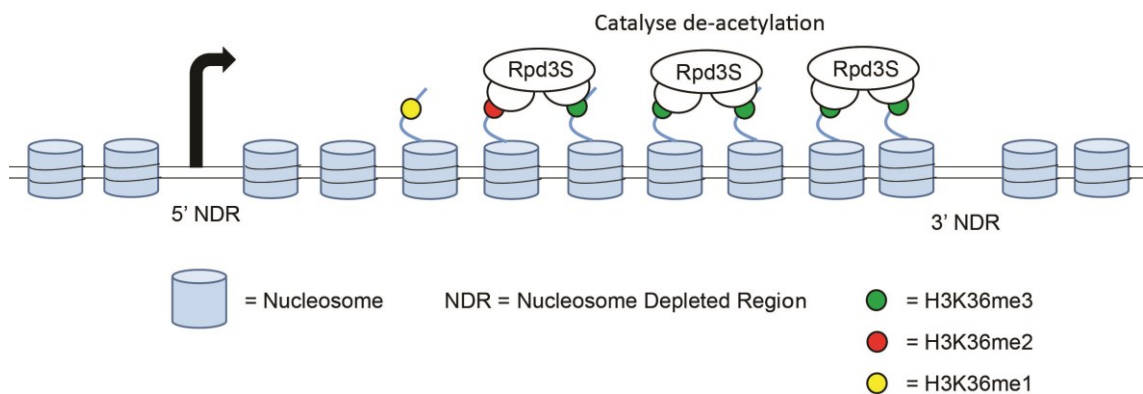 Catalyse de-acetylation
Rpd3S Rpd3S Rpd3S
5' NDR 3' NDR
= Nucleosome NDR = Nucleosome Depleted Region = H3K36me3
= H3K36me2
= H3K36me1